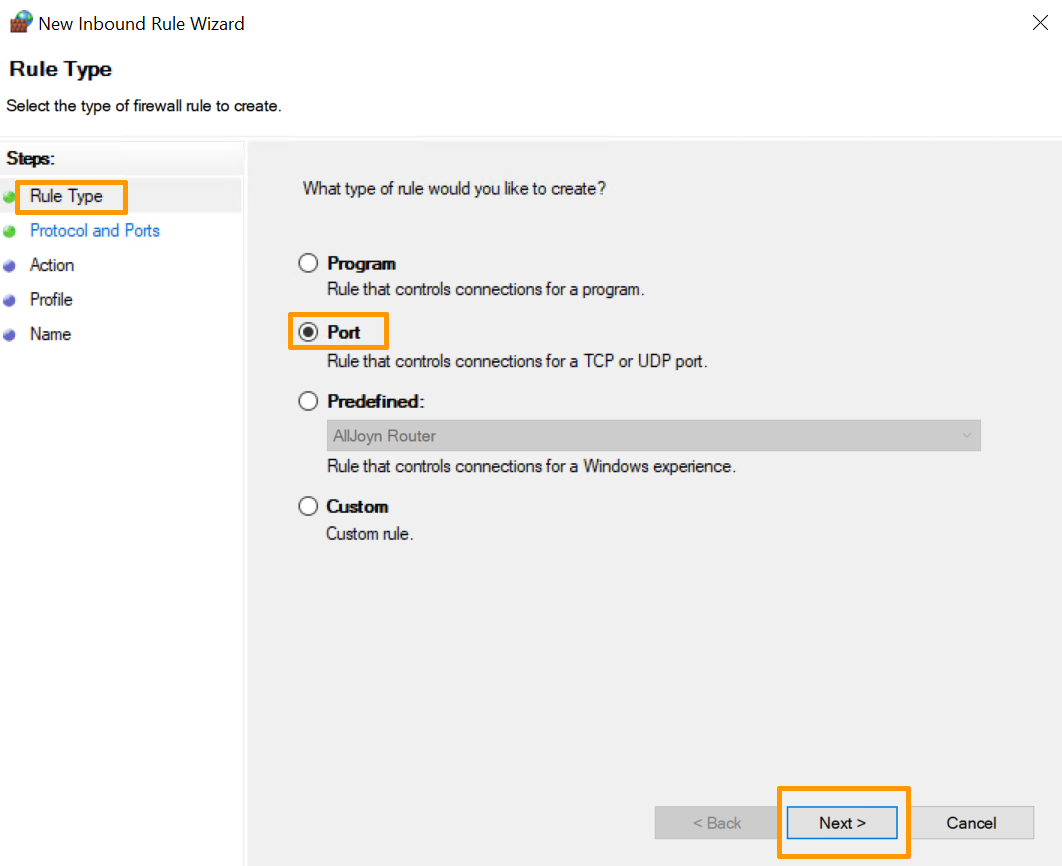 New Inbound Rule Wizard
Rule Type
Select the type of firewall rule to create.
Steps:
Rule Type
Protocol and Ports
Action
Profile
Name
What type of rule would you like to create?
Program
Rule that controls connections for a program.
Port
Rule that controls connections for a TCP or UDP port.
Predefined:
AllJoyn Router
Rule that controls connections for a Windows experience.
Custom
Custom rule.
< Back
Next >
Cancel